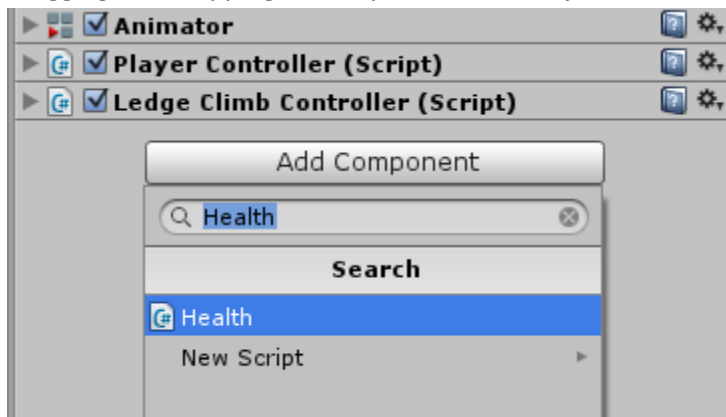 Animator
Player Controller (Script)
Ledge Climb Controller (Script)
Add Component
Health
Search
Health
New Script